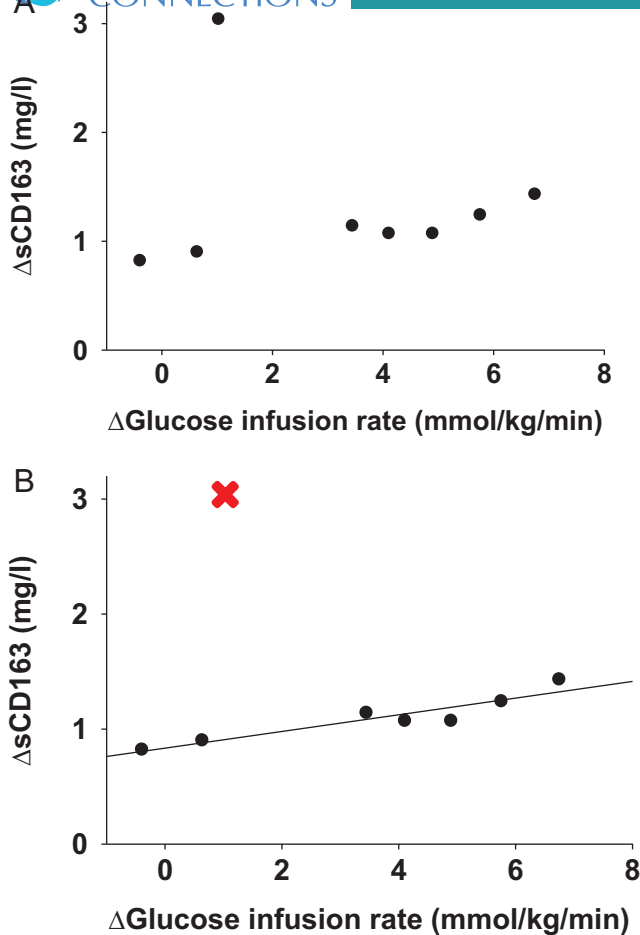 CONNECTIONS
A
3
2
1
0
0 2 4 6 8
ΔsCD163 (mg/l)
ΔGlucose infusion rate (mmol/kg/min)
B
3
2
1
0
0 2 4 6 8
ΔsCD163 (mg/l)
ΔGlucose infusion rate (mmol/kg/min)